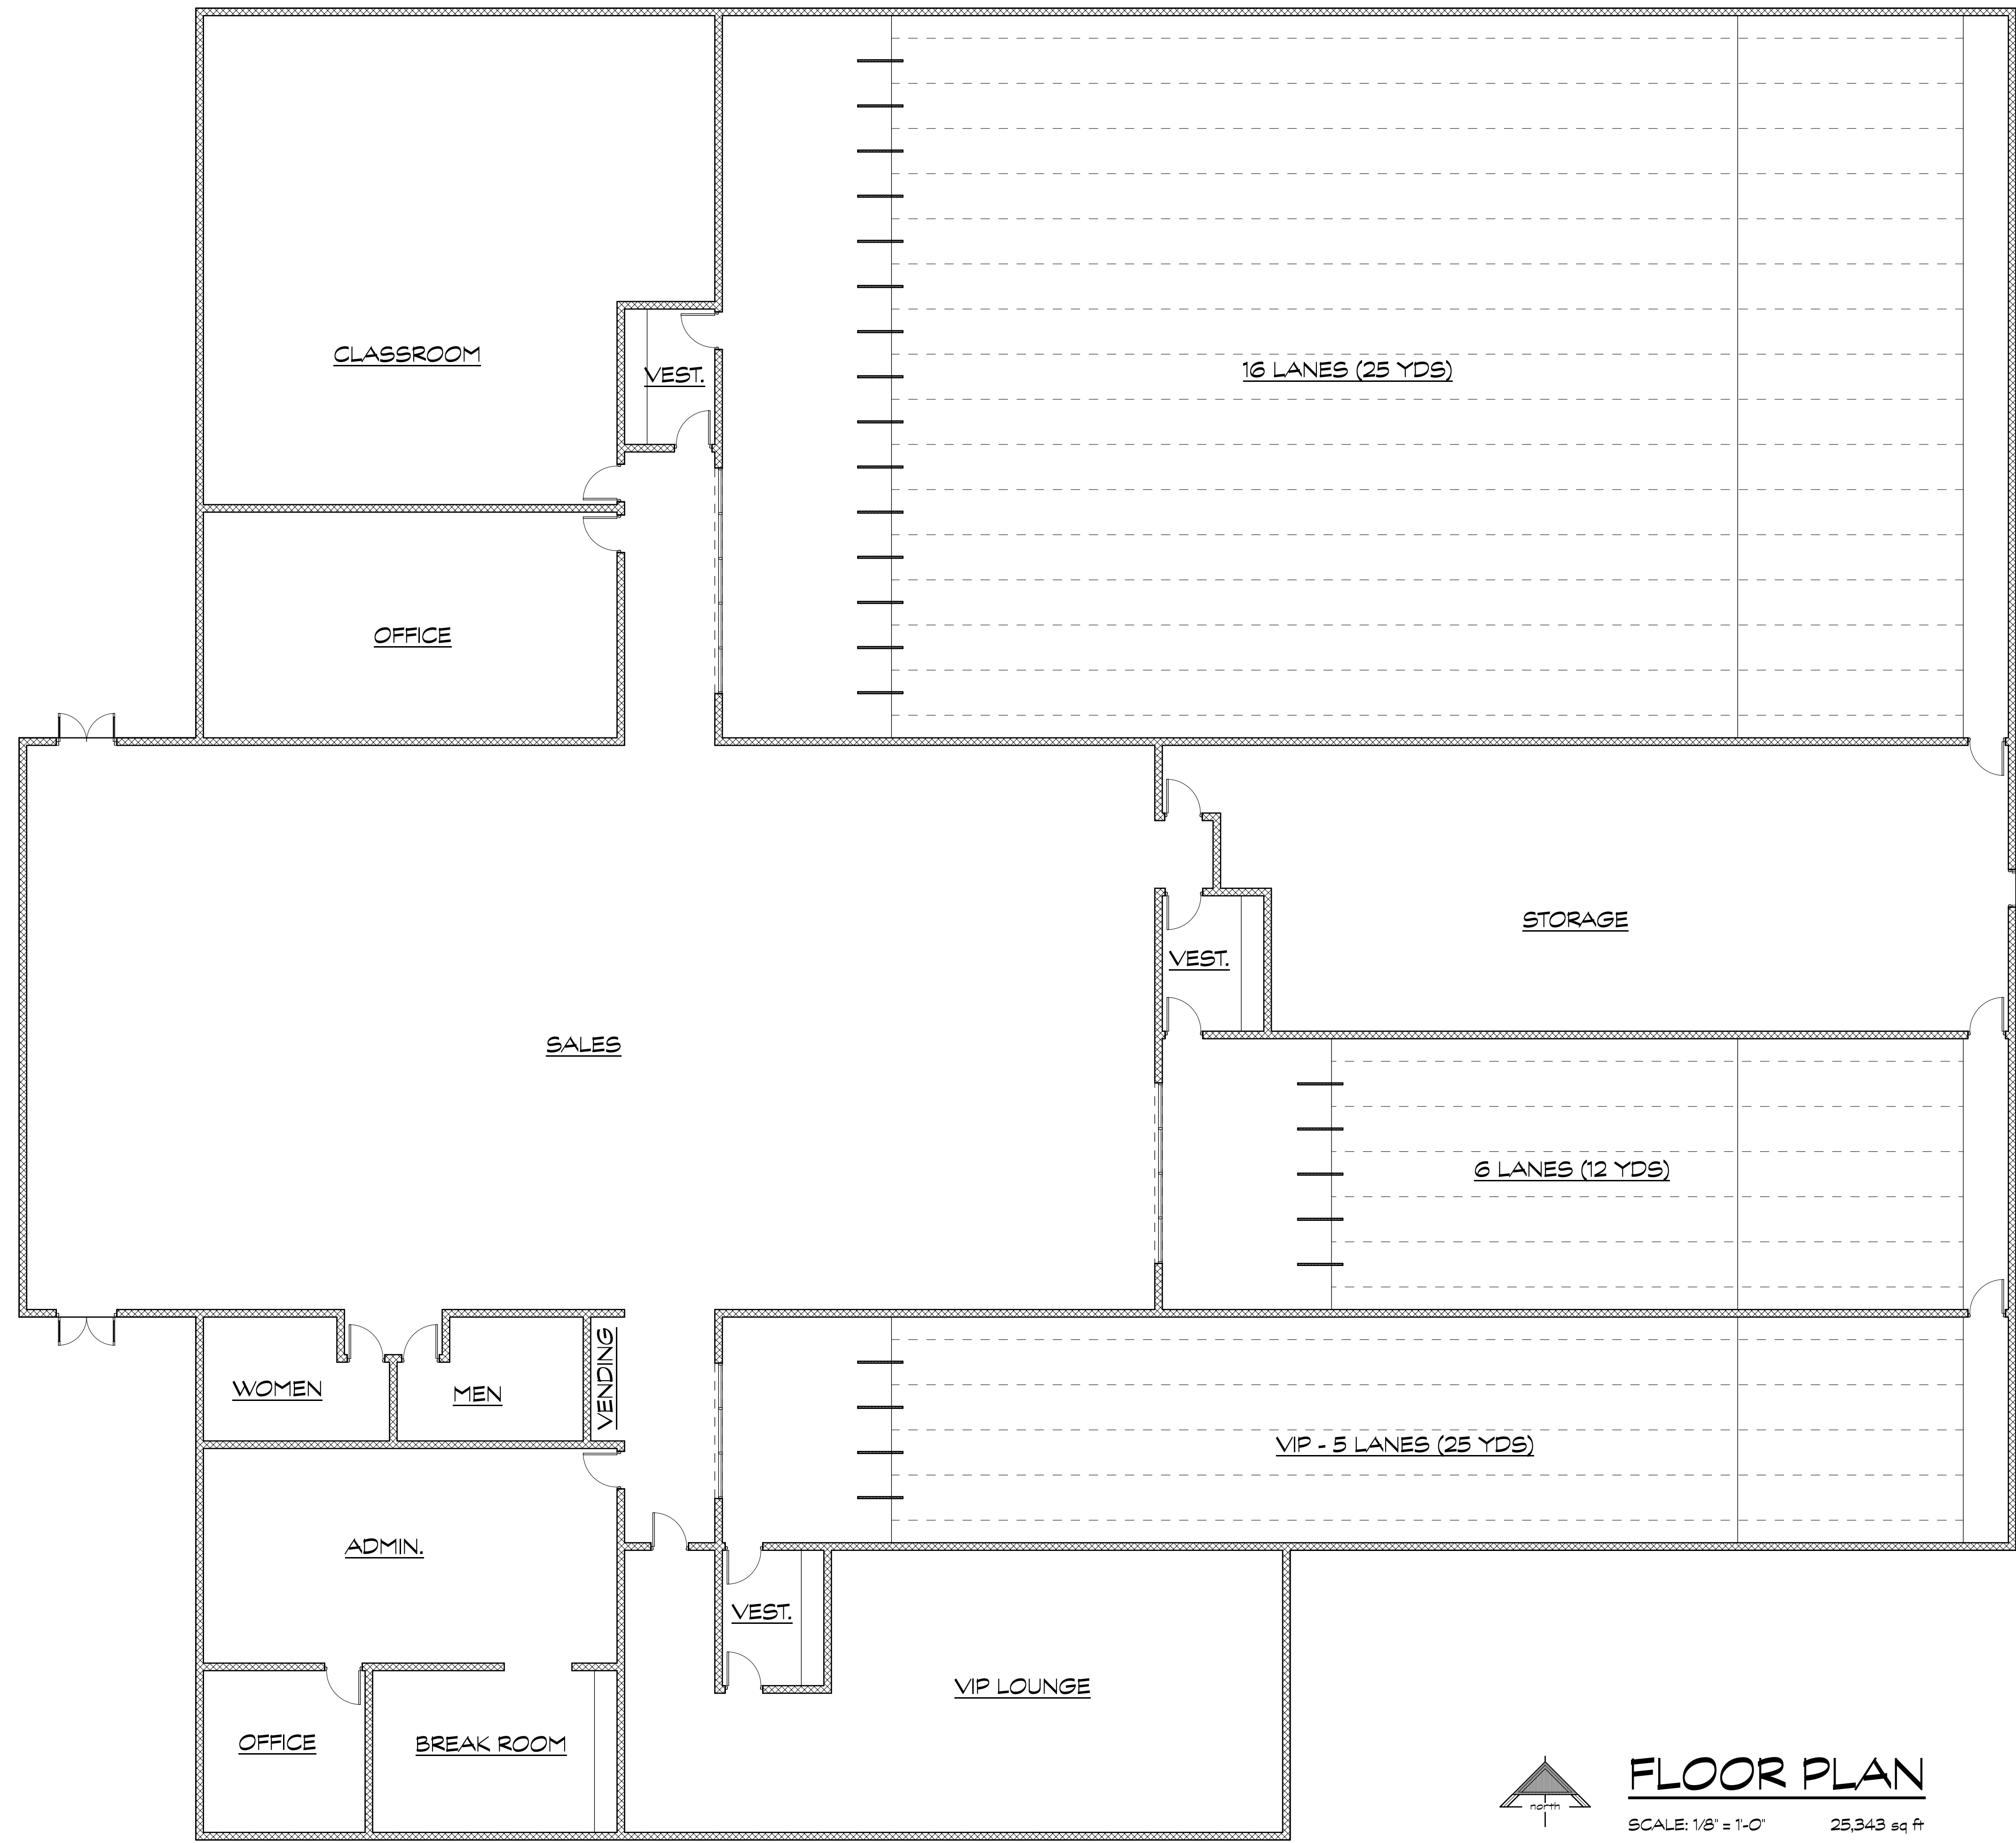 CLASSROOM
VEST.
16 LANES (25 YDS)
OFFICE
STORAGE
VEST.
SALES
6 LANES (12 YDS)
WOMEN
MEN
VENDING
VIP - 5 LANES (25 YDS)
ADMIN.
VEST.
VIP LOUNGE
OFFICE
BREAK ROOM
north
FLOOR PLAN
SCALE: 1/8" = 1'-0" 25,343 sq ft